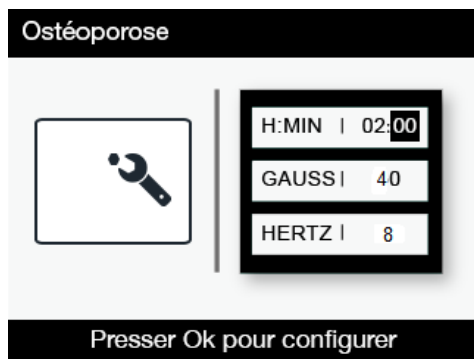 Ostéoporose
H:MIN | 02:00
GAUSS | 40
HERTZ | 8
Presser Ok pour configurer